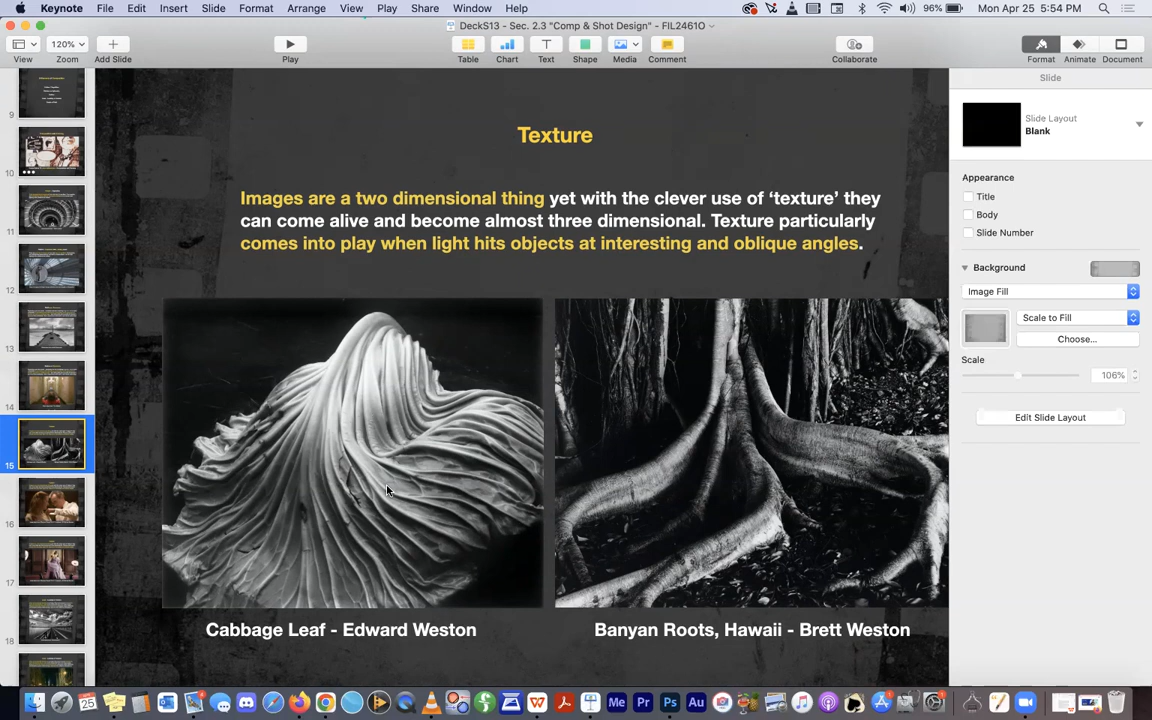 Keynote File Edit Insert Slide Format Arrange View Play Share Window Help
96% Mon Apr 25 5:54 PM
DeckS13 - Sec. 2.3 "Comp & Shot Design" - FIL2461O
120%
View Zoom Add Slide Play Table Chart Text Shape Media Comment Collaborate Format Animate Document
Slide
Slide Layout
Blank
Appearance
Title
Body
Slide Number
Background
Image Fill
Scale to Fill
Choose...
Scale
106%
Edit Slide Layout
9
10
11
12
13
14
15
16
17
18
Texture
Images are a two dimensional thing yet with the clever use of ‘texture’ they
can come alive and become almost three dimensional. Texture particularly
comes into play when light hits objects at interesting and oblique angles.
Cabbage Leaf - Edward Weston
Banyan Roots, Hawaii - Brett Weston
APR
25
Me Pr Ps Au